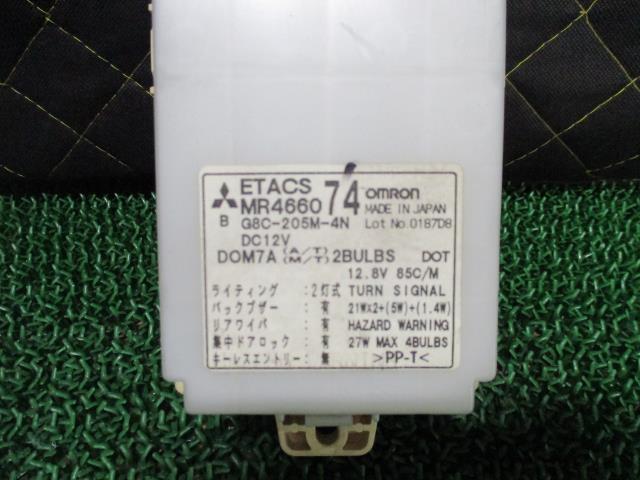 ETACS 74 omron
MR4660 MADE IN JAPAN
B G8C-205M-4N Lot No.0187D8
DC12V
DOM7A (A/T M/T) 2BULBS DOT
12.8V 85C/M
ライティング :2灯式 TURN SIGNAL
バックブザー :有 21W×2+(5W)+(1.4W)
リアワイパ :有 HAZARD WARNING
集中ドアロック :有 27W MAX 4BULBS
キーレスエントリー:無 >PP-T<